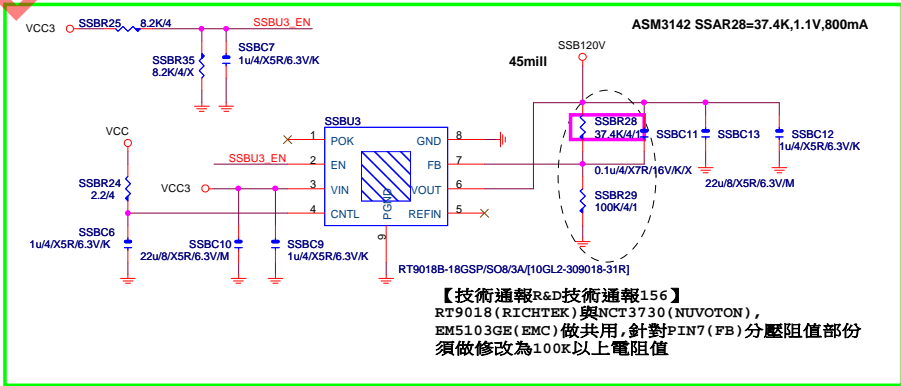 ASM3142 SSAR28=37.4K,1.1V,800mA
VCC3
SSBR25
8.2K/4
SSBU3_EN
SSBR35
8.2K/4/X
SSBC7
1u/4/X5R/6.3V/K
SSB120V
45mill
VCC
SSBR24
2.2/4
SSBU3_EN
VCC3
SSBU3
1
POK
2
EN
3
VIN
4
CNTL
GND
8
FB
7
VOUT
6
REFIN
5
PGND
9
SSBR28
37.4K/4/1
SSBC11
0.1u/4/X7R/16V/K/X
SSBC13
22u/8/X5R/6.3V/M
SSBC12
1u/4/X5R/6.3V/K
SSBR29
100K/4/1
SSBC6
1u/4/X5R/6.3V/K
SSBC10
22u/8/X5R/6.3V/M
SSBC9
1u/4/X5R/6.3V/K
RT9018B-18GSP/SO8/3A/[10GL2-309018-31R]
【技術通報R&D技術通報156】
RT9018(RICHTEK)與NCT3730(NUVOTON),
EM5103GE(EMC)做共用,針對PIN7(FB)分壓阻值部份
須做修改為100K以上電阻值